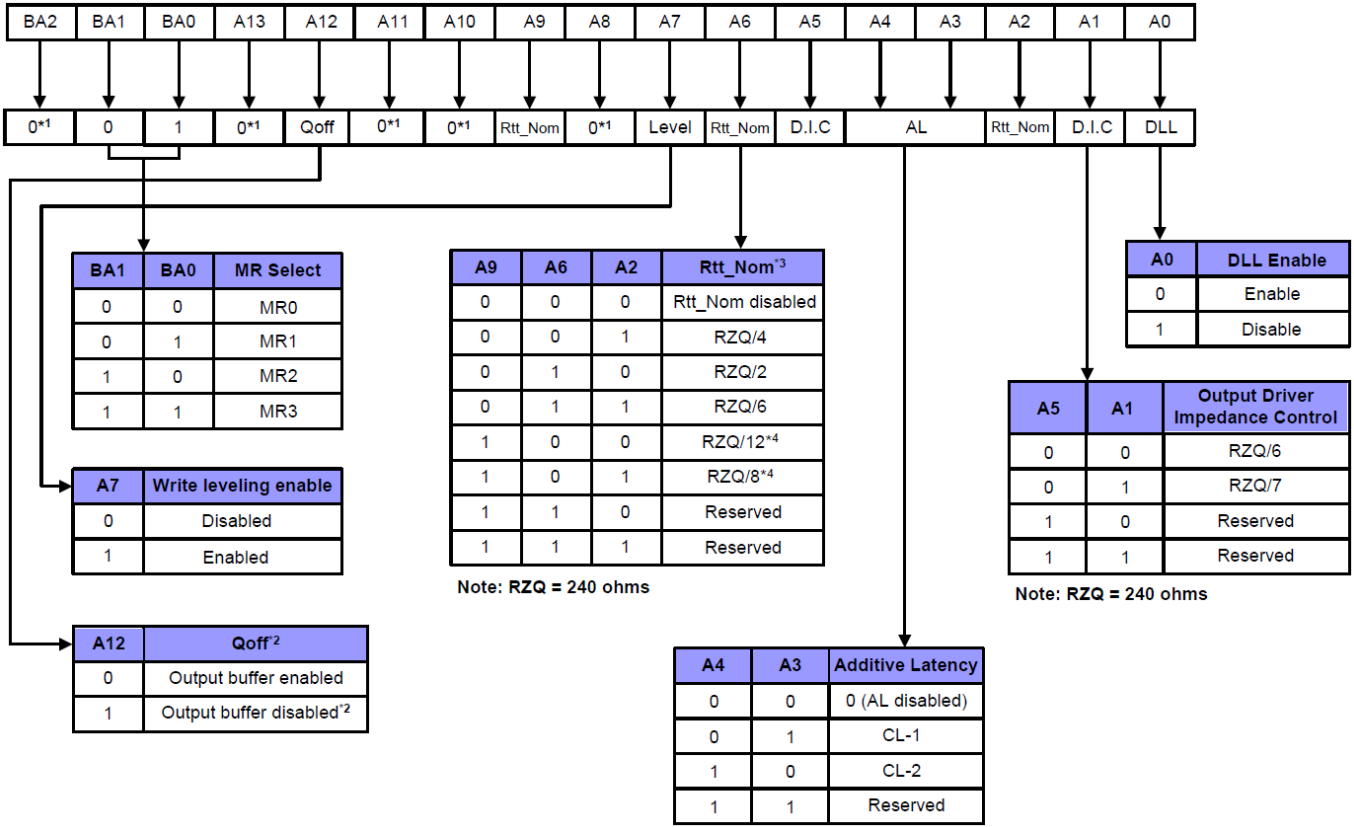 BA2 BA1 BA0 A13 A12 A11 A10 A9 A8 A7 A6 A5 A4 A3 A2 A1 A0
0*1 0 1 0*1 Qoff 0*1 0*1 Rtt_Nom 0*1 Level Rtt_Nom D.I.C AL Rtt_Nom D.I.C DLL
BA1 BA0 MR Select
0 0 MR0
0 1 MR1
1 0 MR2
1 1 MR3
A7 Write leveling enable
0 Disabled
1 Enabled
A12 Qoff*2
0 Output buffer enabled
1 Output buffer disabled*2
A9 A6 A2 Rtt_Nom*3
0 0 0 Rtt_Nom disabled
0 0 1 RZQ/4
0 1 0 RZQ/2
0 1 1 RZQ/6
1 0 0 RZQ/12*4
1 0 1 RZQ/8*4
1 1 0 Reserved
1 1 1 Reserved
Note: RZQ = 240 ohms
A4 A3 Additive Latency
0 0 0 (AL disabled)
0 1 CL-1
1 0 CL-2
1 1 Reserved
A0 DLL Enable
0 Enable
1 Disable
A5 A1 Output Driver
Impedance Control
0 0 RZQ/6
0 1 RZQ/7
1 0 Reserved
1 1 Reserved
Note: RZQ = 240 ohms